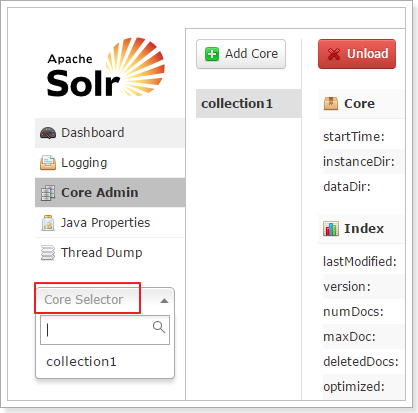 Apache
Solr
Dashboard
Logging
Core Admin
Java Properties
Thread Dump
Core Selector
collection1
Add Core
collection1
Unload
Core
startTime:
instanceDir:
dataDir:
Index
lastModified:
version:
numDocs:
maxDoc:
deletedDocs:
optimized: